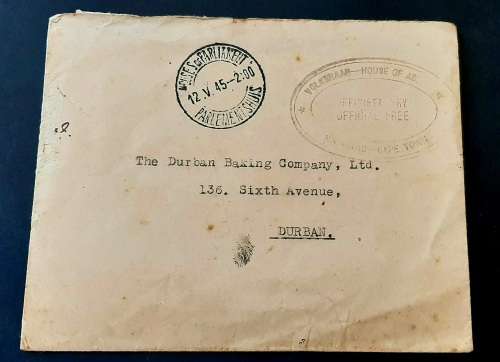 HOUSES OF PARLIAMENT
12.V.45–2:00
PARLEMENTSHUIS
VOLKSRAAD—HOUSE OF
OFFICIAL FREE
The Durban Baking Company, Ltd.
136. Sixth Avenue,
DURBAN.